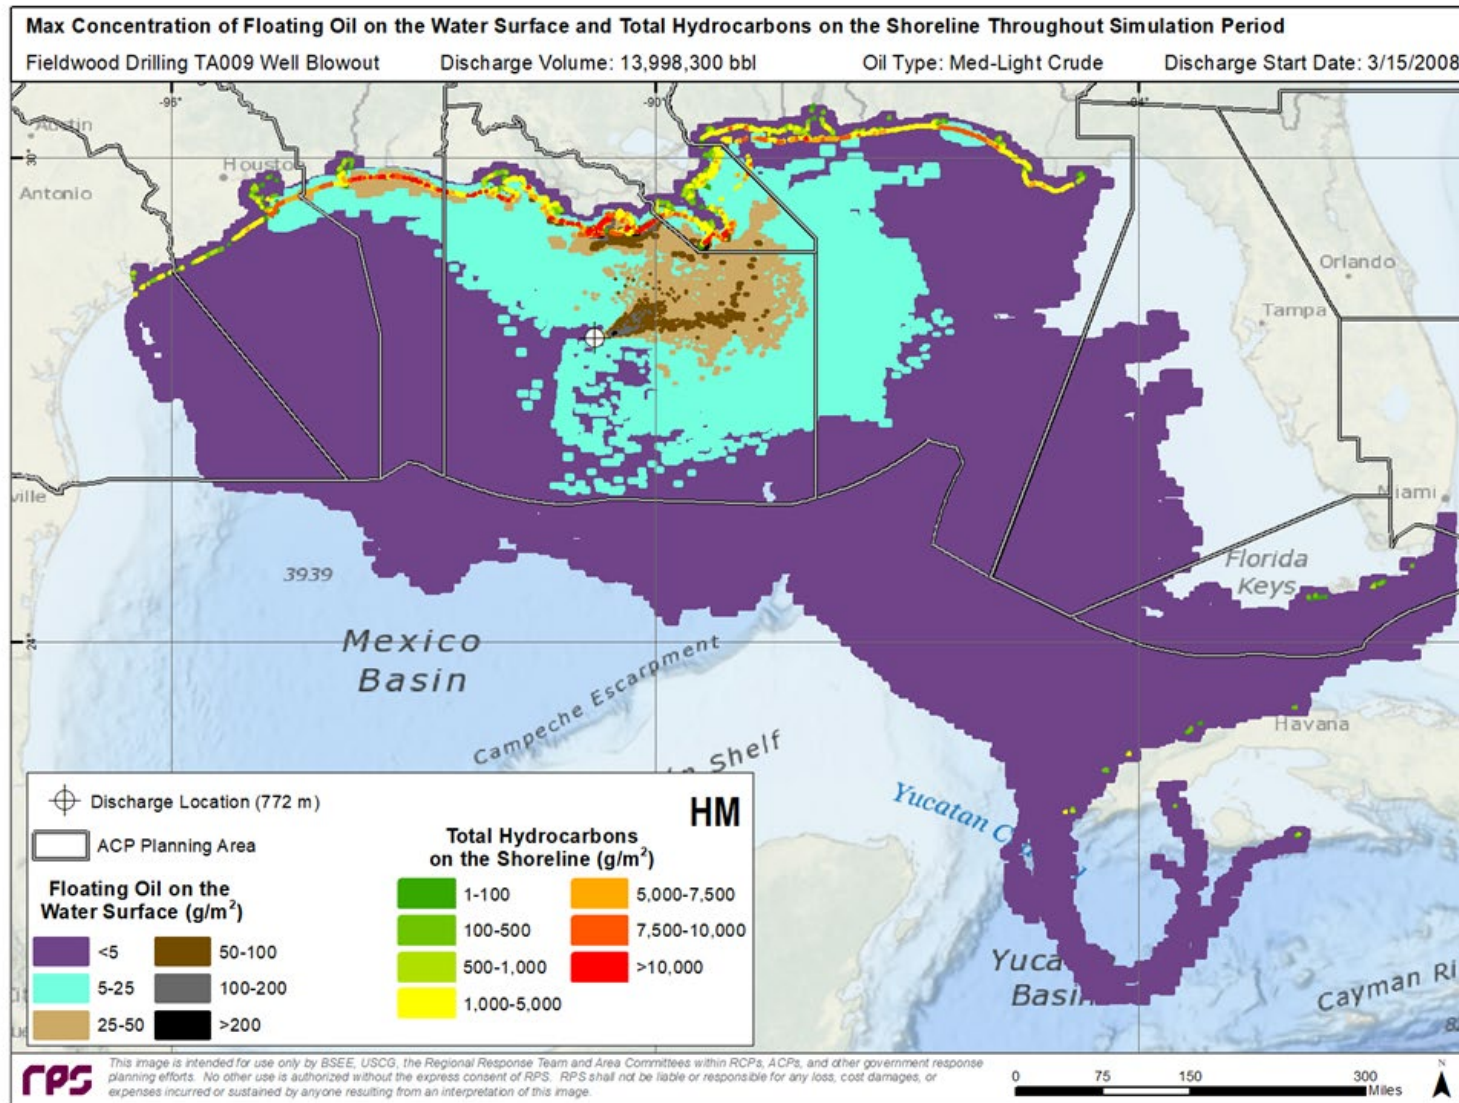 Max Concentration of Floating Oil on the Water Surface and Total Hydrocarbons on the Shoreline Throughout Simulation Period
Fieldwood Drilling TA009 Well Blowout Discharge Volume: 13,998,300 bbl Oil Type: Med-Light Crude Discharge Start Date: 3/15/2008
-96° -90° -84°
Austin
30°
Houston
Antonio
Orlando
Tampa
ville
Miami
3939
Florida
Keys
24°
Mexico
Basin
Campeche Escarpment
Havana
Shelf
Yucatan C
Yuca
Basin
Cayman Ri
Discharge Location (772 m)
ACP Planning Area
HM
Floating Oil on the
Water Surface (g/m²)
<5
5-25
25-50
50-100
100-200
>200
Total Hydrocarbons
on the Shoreline (g/m²)
1-100
100-500
500-1,000
1,000-5,000
5,000-7,500
7,500-10,000
>10,000
rps
This image is intended for use only by BSEE, USCG, the Regional Response Team and Area Committees within RCPs, ACPs, and other government response
planning efforts. No other use is authorized without the express consent of RPS. RPS shall not be liable or responsible for any loss, cost damages, or
expenses incurred or sustained by anyone resulting from an interpretation of this image.
0 75 150 300
Miles
N